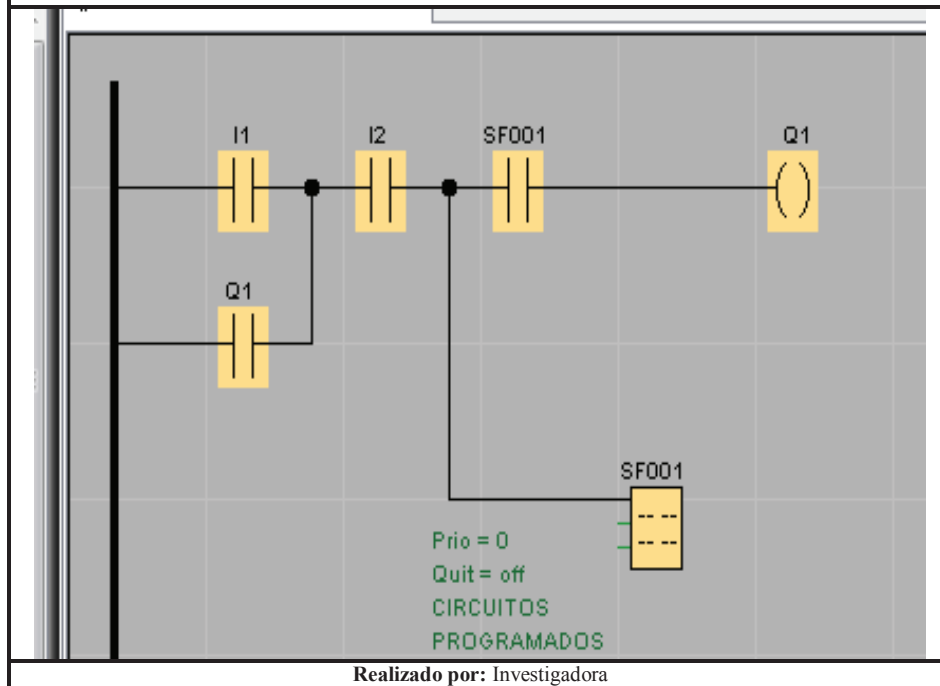 I1 I2 SF001 Q1
Q1
SF001
Prio = 0
Quit = off
CIRCUITOS
PROGRAMADOS
Realizado por: Investigadora